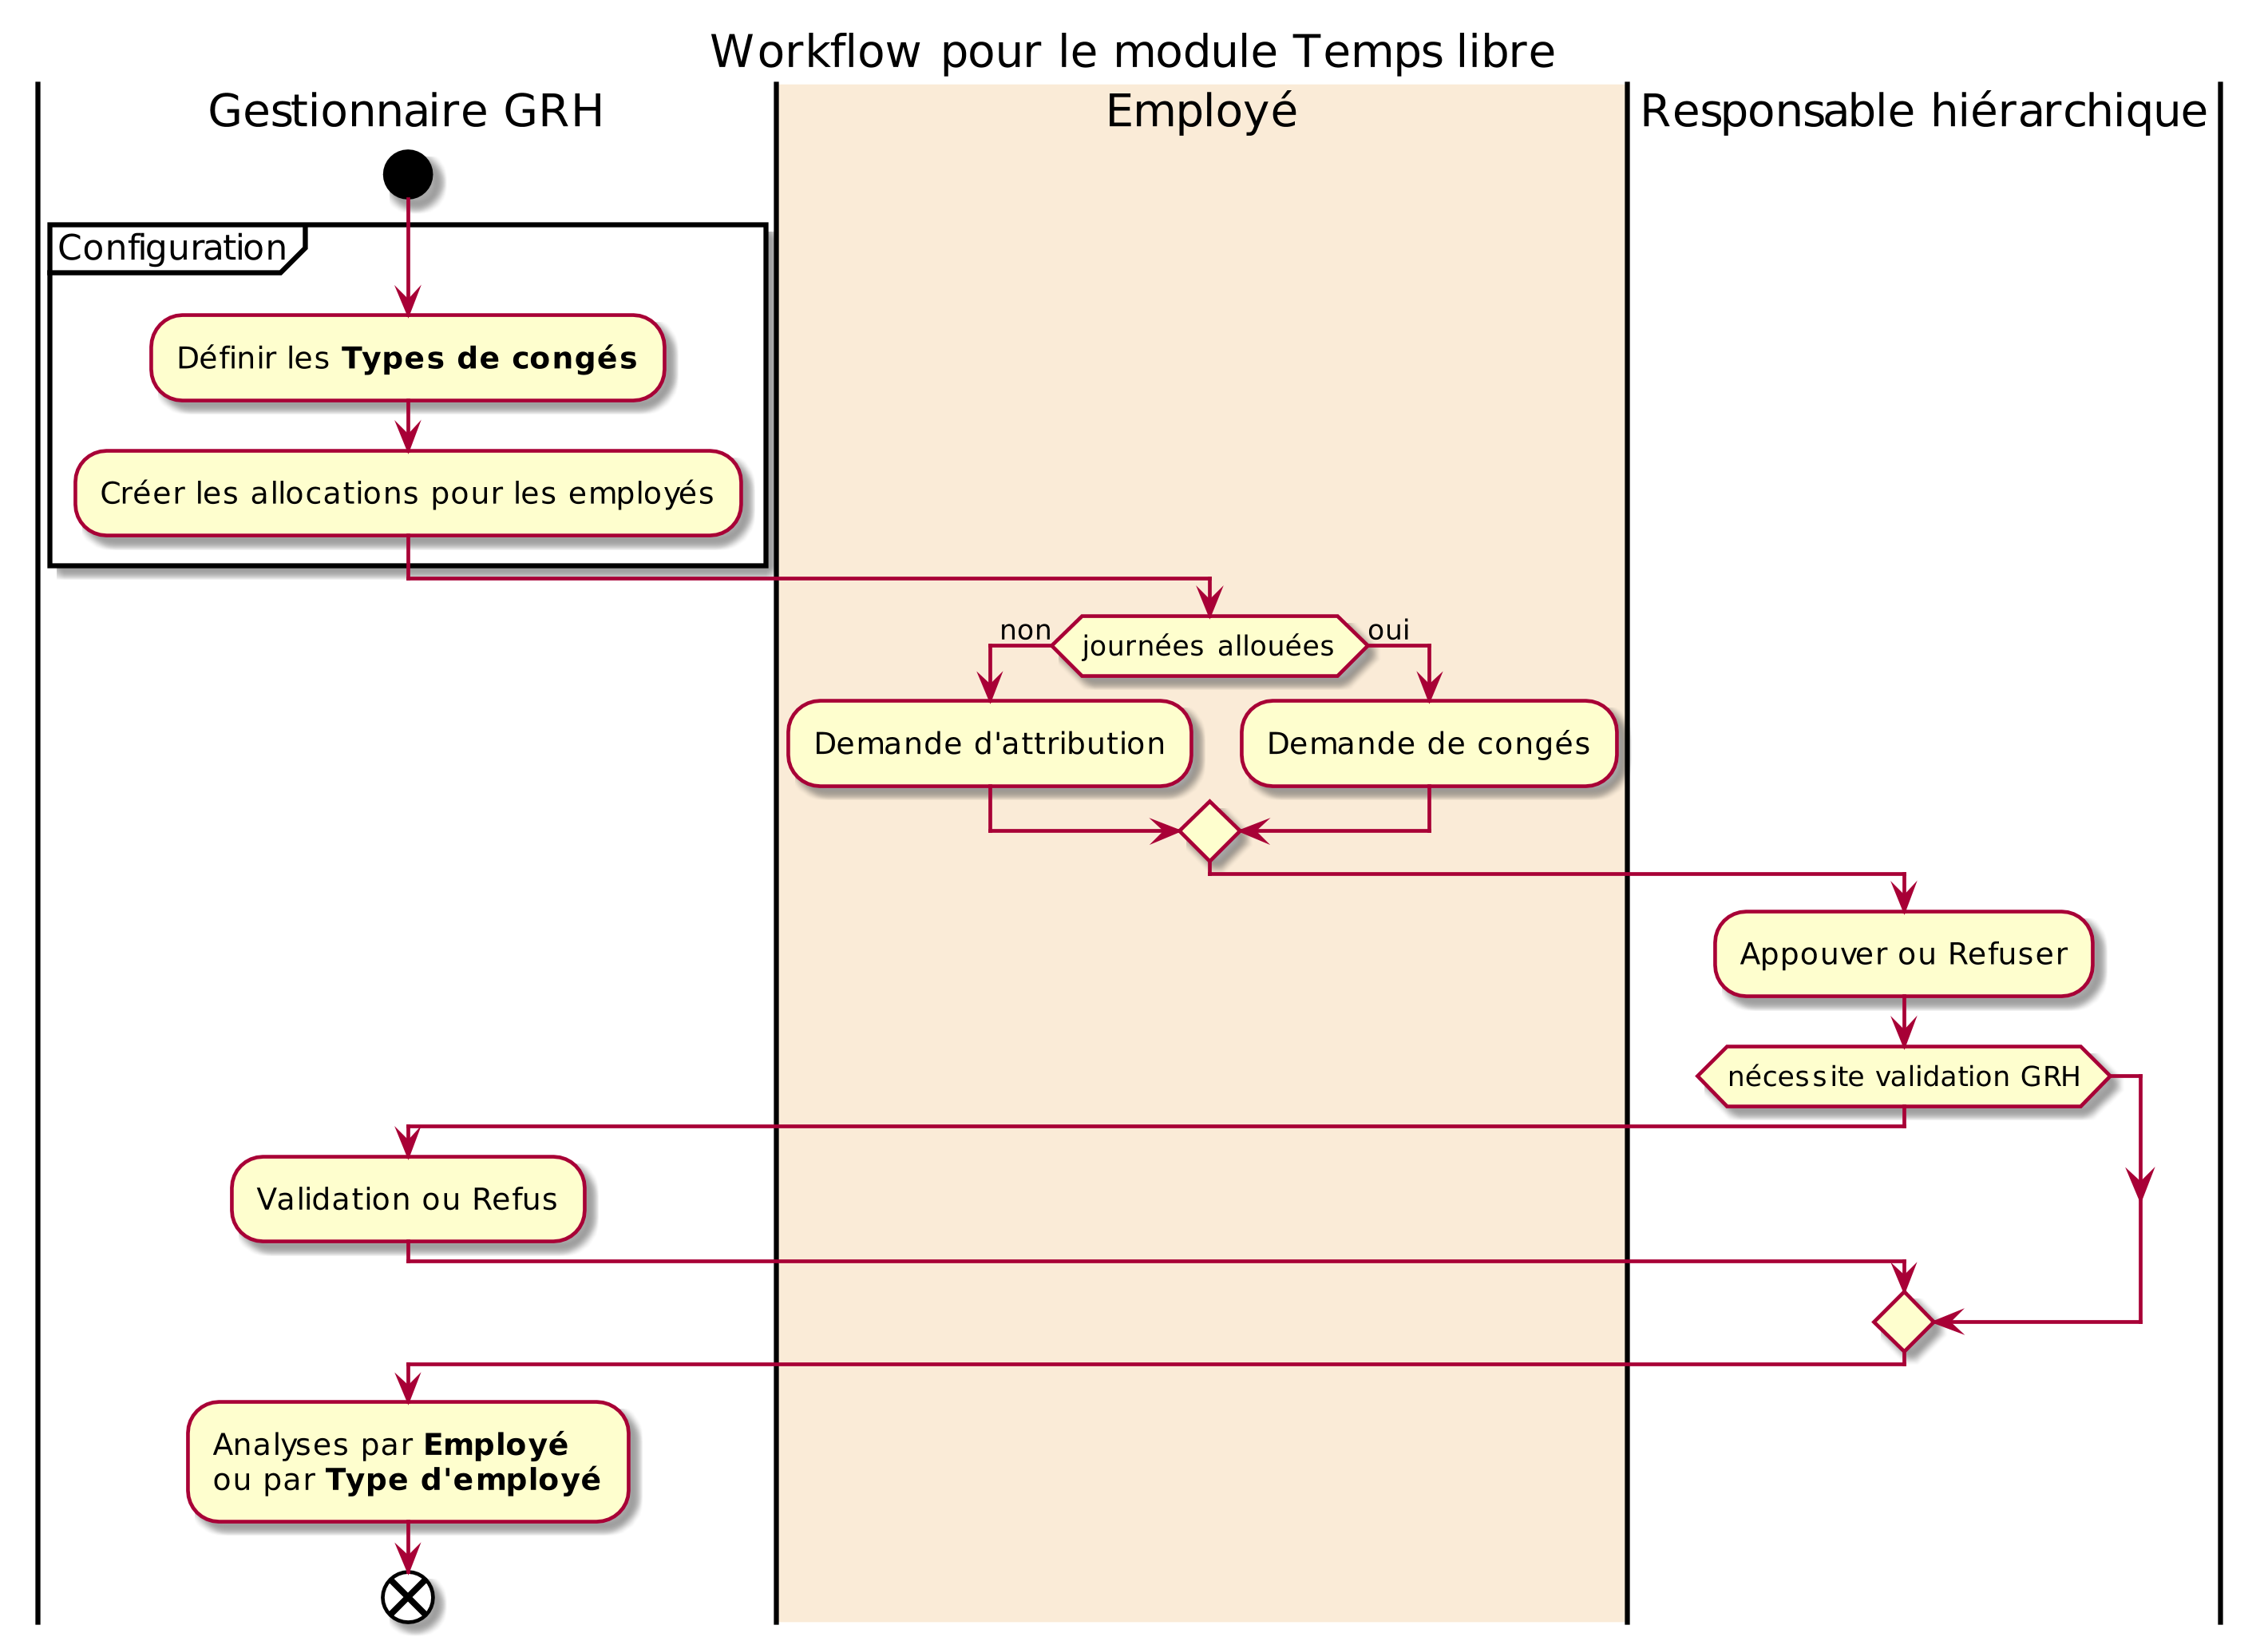 Workflow pour le module Temps libre
Gestionnaire GRH
Employé
Responsable hiérarchique
Configuration
Définir les Types de congés
Créer les allocations pour les employés
non
journées allouées
oui
Demande d'attribution
Demande de congés
Appouver ou Refuser
nécessite validation GRH
Validation ou Refus
Analyses par Employé
ou par Type d'employé